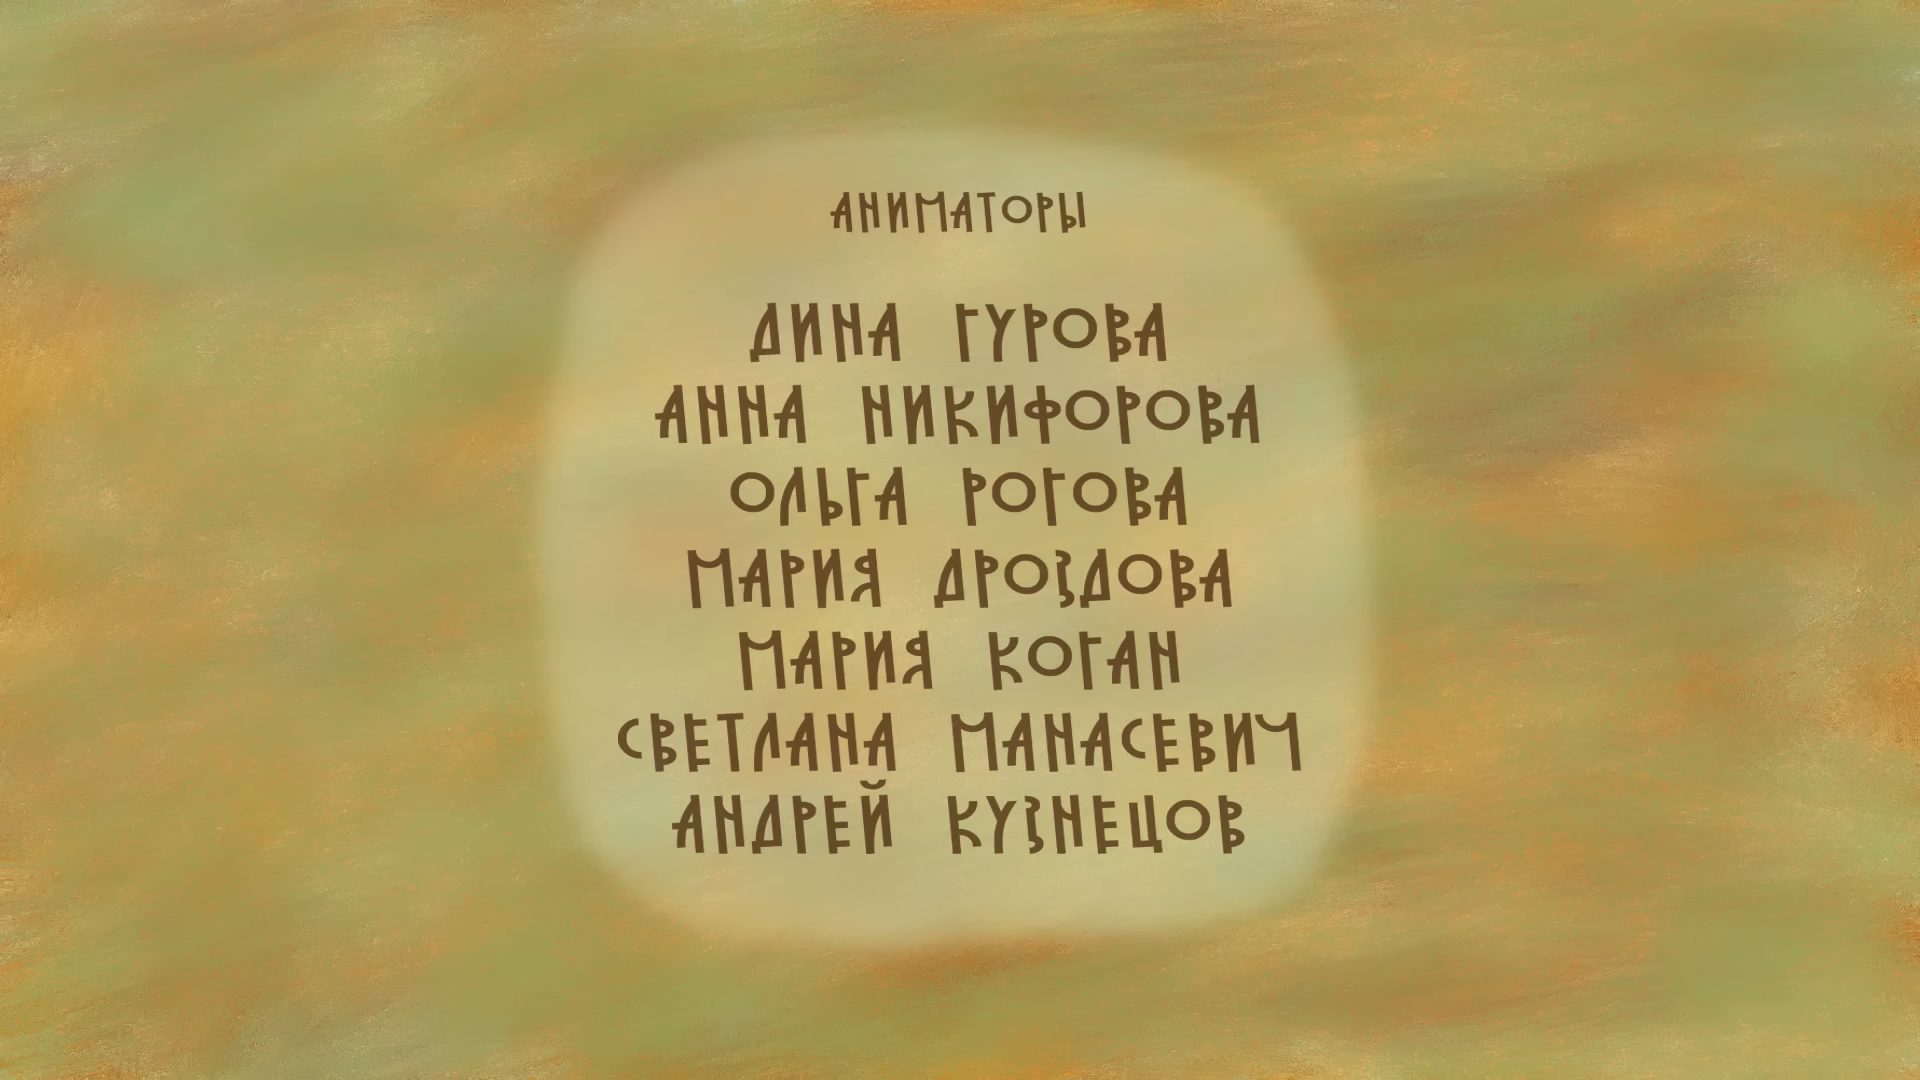 АНИМАТОРЫ
ДИНА ГУРОВА
АННА НИКИФОРОВА
ОЛЬГА РОГОВА
МАРИЯ ДРОЗДОВА
МАРИЯ КОГАН
СВЕТЛАНА МАНАСЕВИЧ
АНДРЕЙ КУЗНЕЦОВ